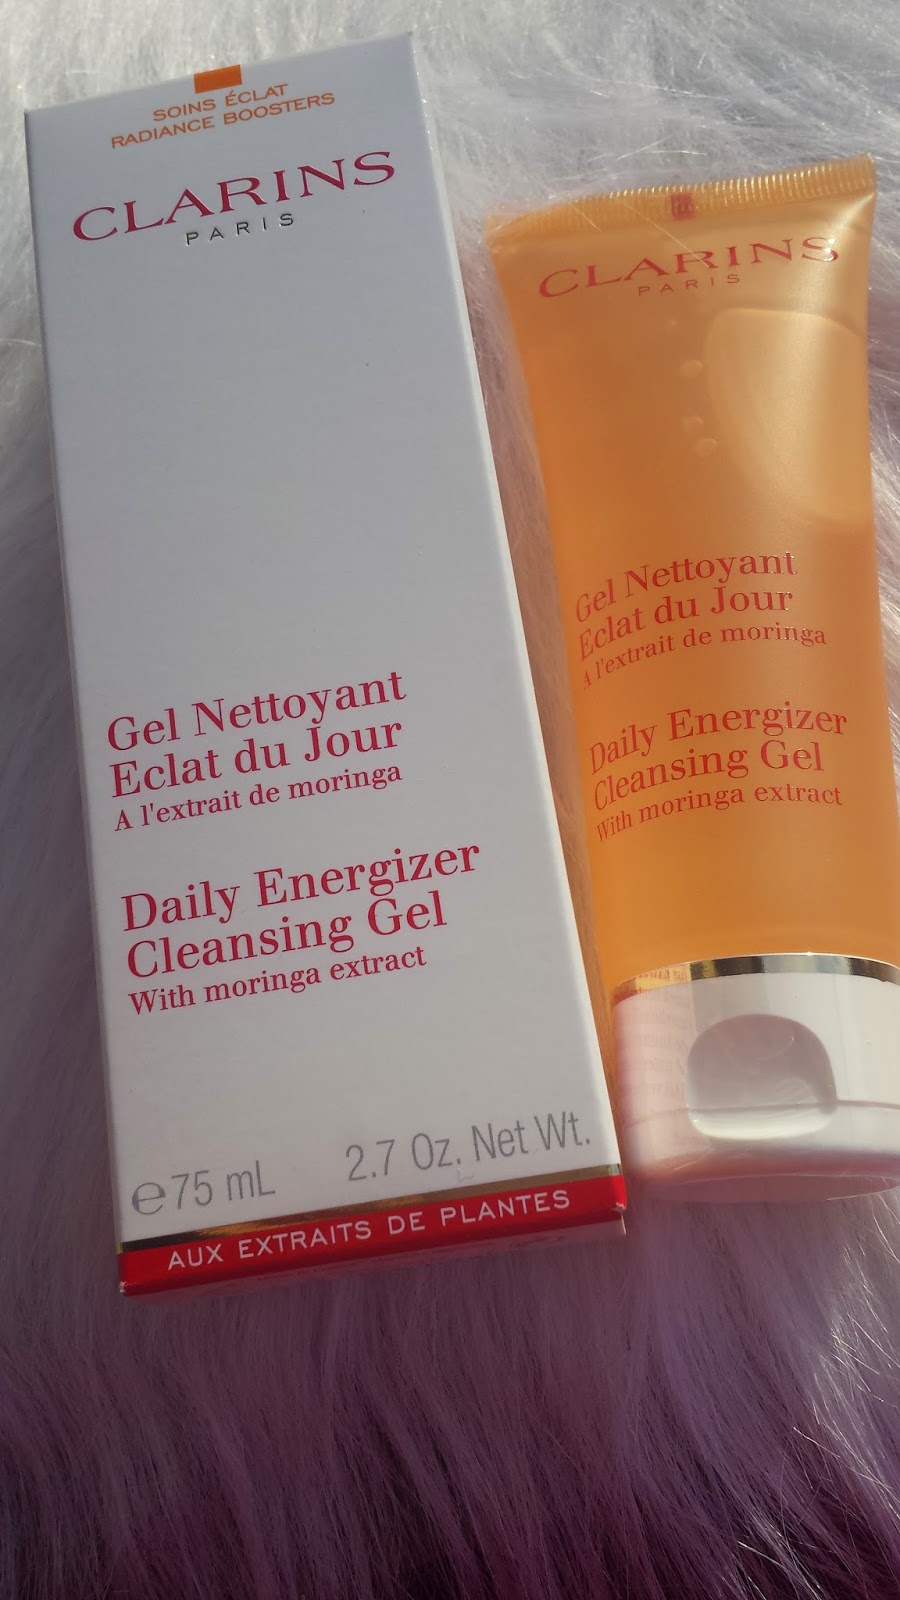 SOINS ÉCLAT
RADIANCE BOOSTERS
CLARINS
PARIS
Gel Nettoyant
Eclat du Jour
A l'extrait de moringa
Daily Energizer
Cleansing Gel
With moringa extract
℮75 mL 2.7 Oz. Net Wt.
AUX EXTRAITS DE PLANTES
CLARINS
PARIS
Gel Nettoyant
Eclat du Jour
A l'extrait de moringa
Daily Energizer
Cleansing Gel
With moringa extract